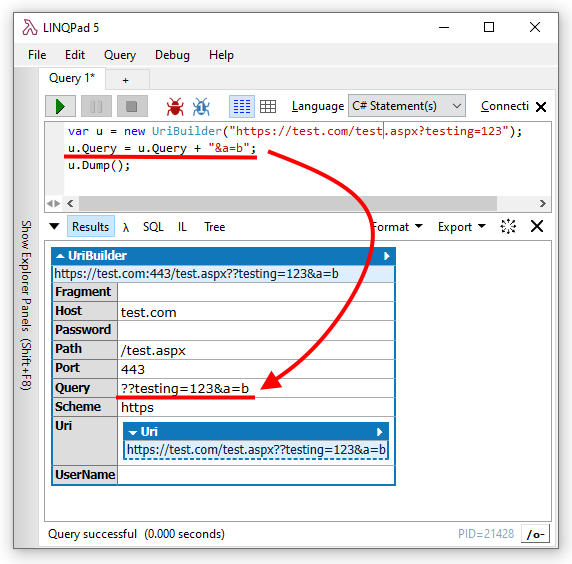 LINQPad 5
File Edit Query Debug Help
Query 1* +
Language C# Statement(s) Connecti
var u = new UriBuilder("https://test.com/test.aspx?testing=123");
u.Query = u.Query + "&a=b";
u.Dump();
Show Explorer Panels (Shift+F8)
Results λ SQL IL Tree Format Export
UriBuilder
https://test.com:443/test.aspx??testing=123&a=b
Fragment
Host test.com
Password
Path /test.aspx
Port 443
Query ??testing=123&a=b
Scheme https
Uri Uri
https://test.com/test.aspx??testing=123&a=b
UserName
Query successful (0.000 seconds) PID=21428 /o-